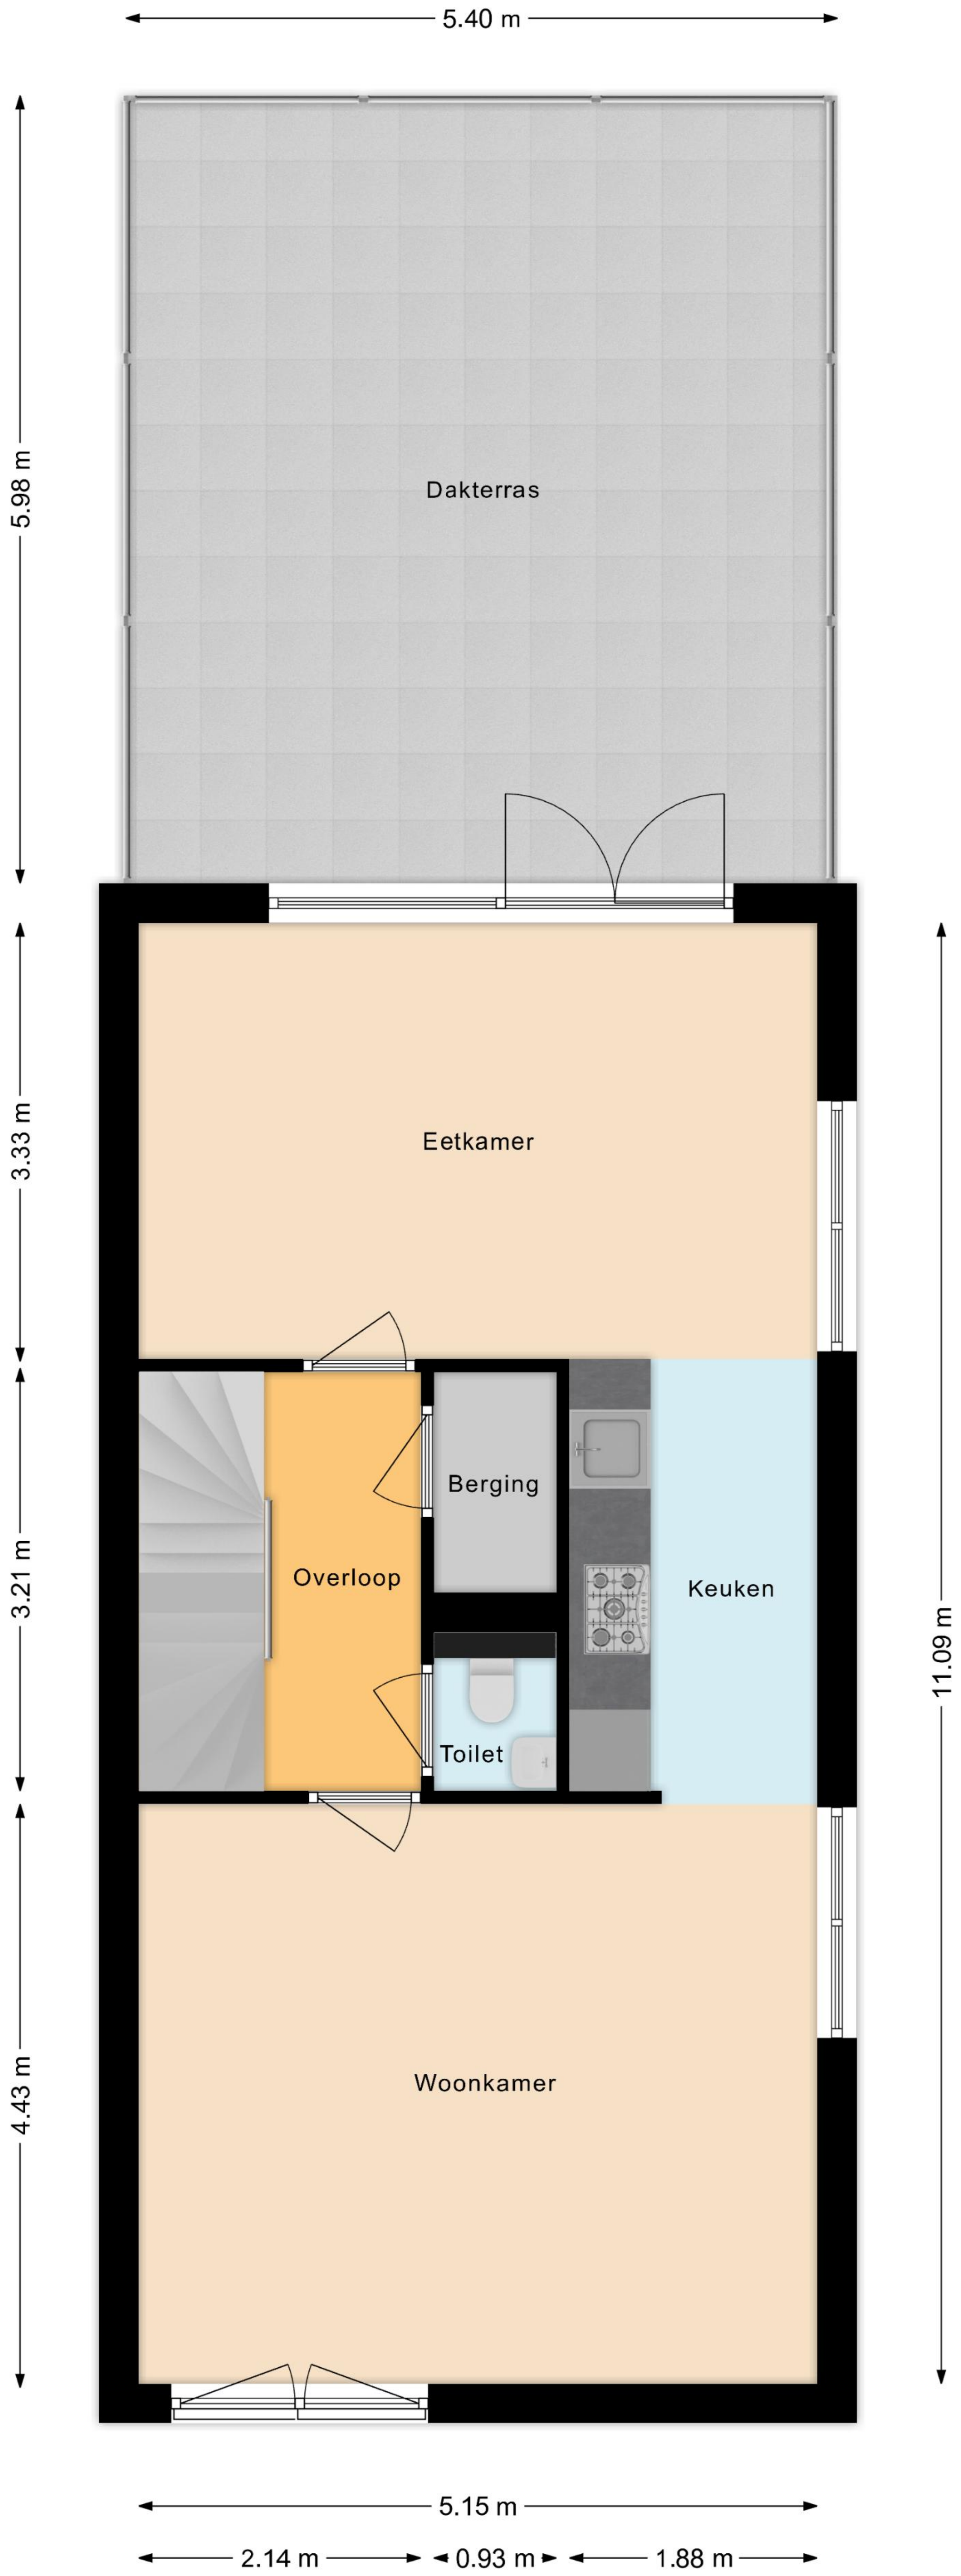 5.40 m
5.98 m
Dakterras
3.33 m
Eetkamer
3.21 m
Berging
Overloop
Keuken
11.09 m
Toilet
4.43 m
Woonkamer
5.15 m
2.14 m
0.93 m
1.88 m